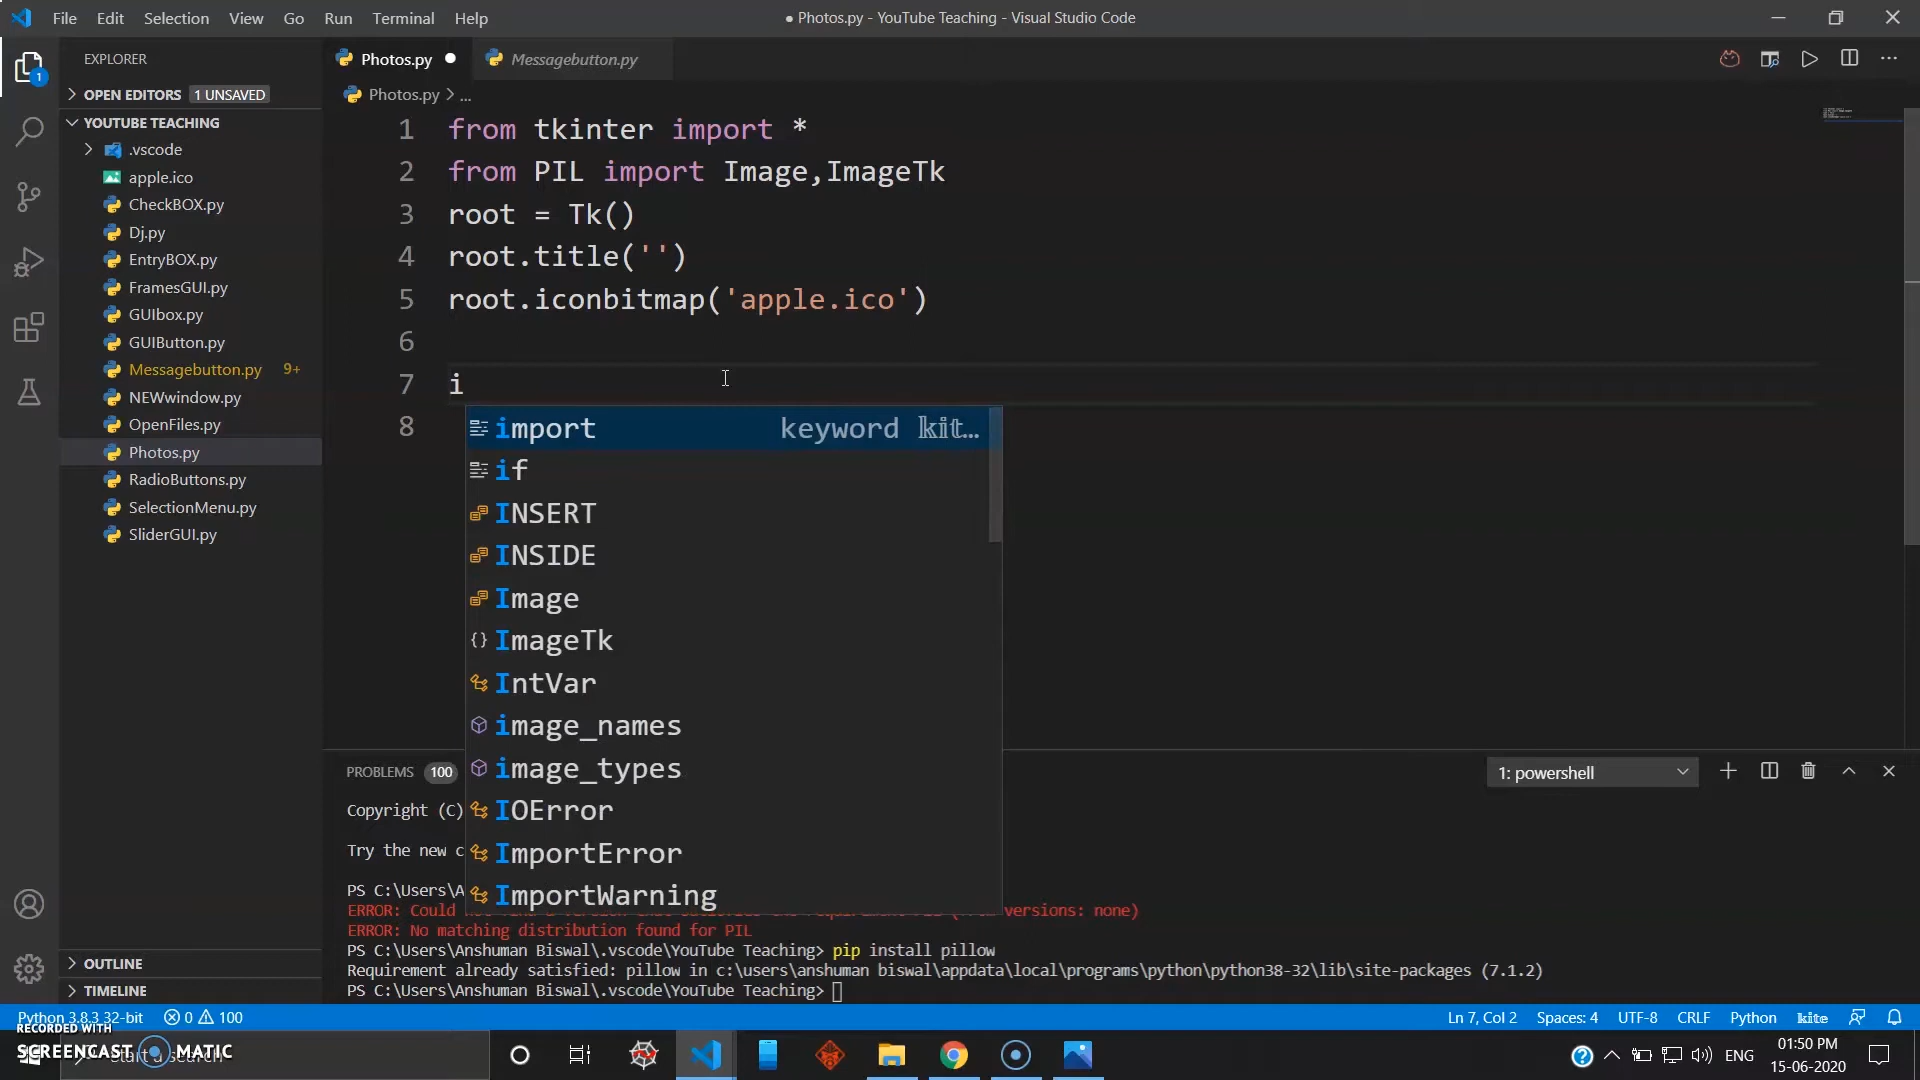 File Edit Selection View Go Run Terminal Help
● Photos.py - YouTube Teaching - Visual Studio Code
EXPLORER
OPEN EDITORS 1 UNSAVED
YOUTUBE TEACHING
.vscode
apple.ico
CheckBOX.py
Dj.py
EntryBOX.py
FramesGUI.py
GUIbox.py
GUIButton.py
Messagebutton.py 9+
NEWwindow.py
OpenFiles.py
Photos.py
RadioButtons.py
SelectionMenu.py
SliderGUI.py
OUTLINE
TIMELINE
1
Photos.py ● Messagebutton.py
Photos.py > ...
1 from tkinter import *
2 from PIL import Image,ImageTk
3 root = Tk()
4 root.title('')
5 root.iconbitmap('apple.ico')
6
7 i
8
import keyword kit...
if
INSERT
INSIDE
Image
ImageTk
IntVar
image_names
image_types
IOError
ImportError
ImportWarning
PROBLEMS 100
1: powershell
Copyright (C)
Try the new c
PS C:\Users\A
ERROR: Could versions: none)
ERROR: No matching distribution found for PIL
PS C:\Users\Anshuman Biswal\.vscode\YouTube Teaching> pip install pillow
Requirement already satisfied: pillow in c:\users\anshuman biswal\appdata\local\programs\python\python38-32\lib\site-packages (7.1.2)
PS C:\Users\Anshuman Biswal\.vscode\YouTube Teaching>
Python 3.8.3 32-bit 0 100
Ln 7, Col 2 Spaces: 4 UTF-8 CRLF Python kite
RECORDED WITH
SCREENCAST MATIC
ENG
01:50 PM
15-06-2020